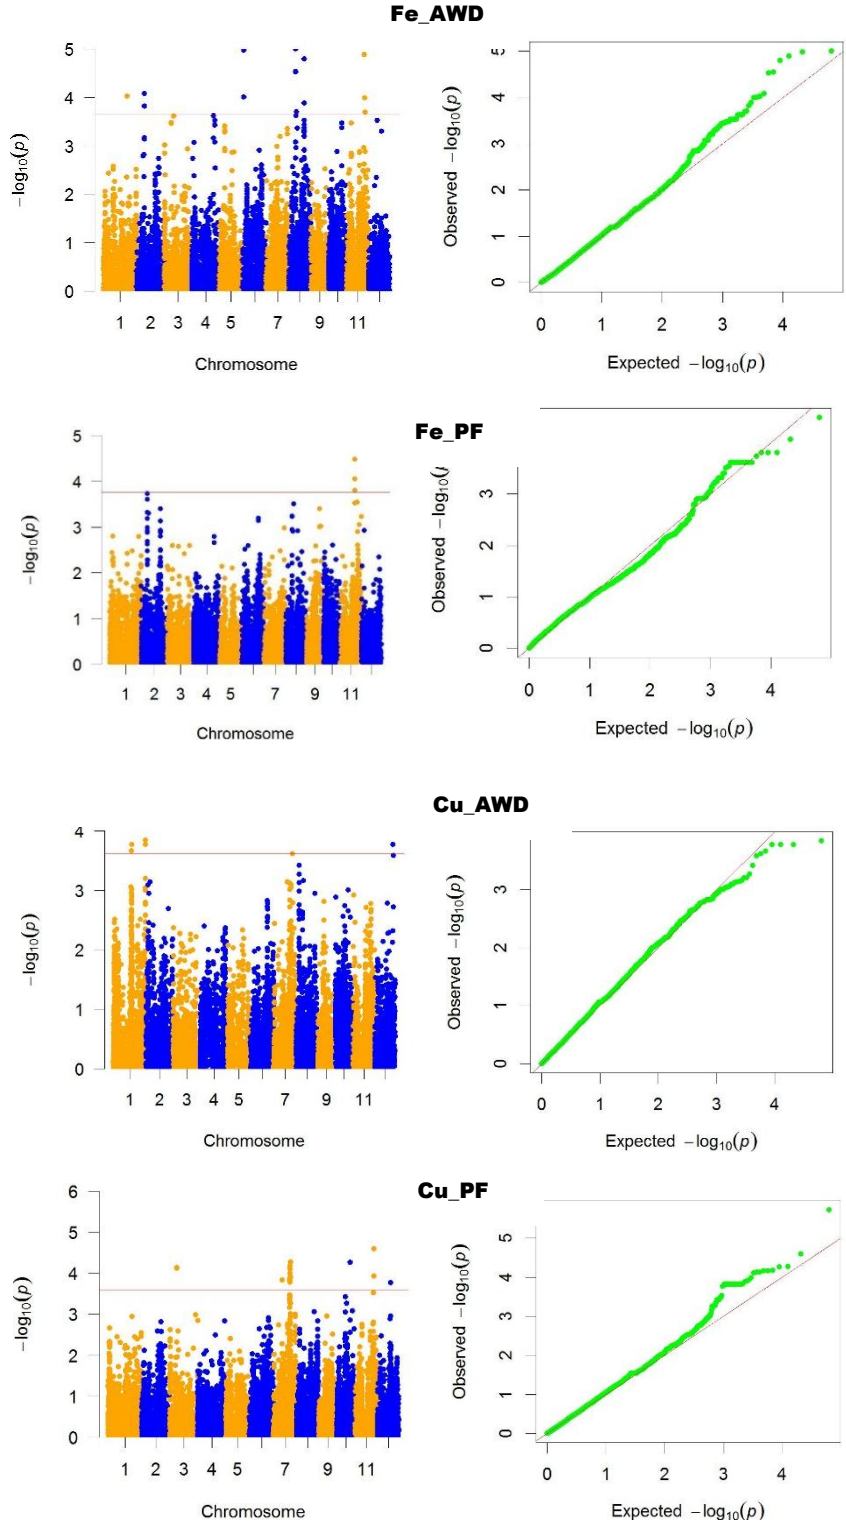 Fe_AWD
5
4
3
2
1
0
−log10(p)
1 2 3 4 5 7 9 11
Chromosome
5
4
3
2
1
0
Observed −log10(p)
0 1 2 3 4
Expected −log10(p)
Fe_PF
5
4
3
2
1
0
−log10(p)
1 2 3 4 5 7 9 11
Chromosome
3
2
1
0
Observed −log10(
0 1 2 3 4
Expected −log10(p)
Cu_AWD
4
3
2
1
0
−log10(p)
1 2 3 4 5 7 9 11
Chromosome
3
2
1
0
Observed −log10(p)
0 1 2 3 4
Expected −log10(p)
Cu_PF
6
5
4
3
2
1
0
−log10(p)
1 2 3 4 5 7 9 11
Chromosome
5
4
3
2
1
0
Observed −log10(p)
0 1 2 3 4
Expected −log10(p)